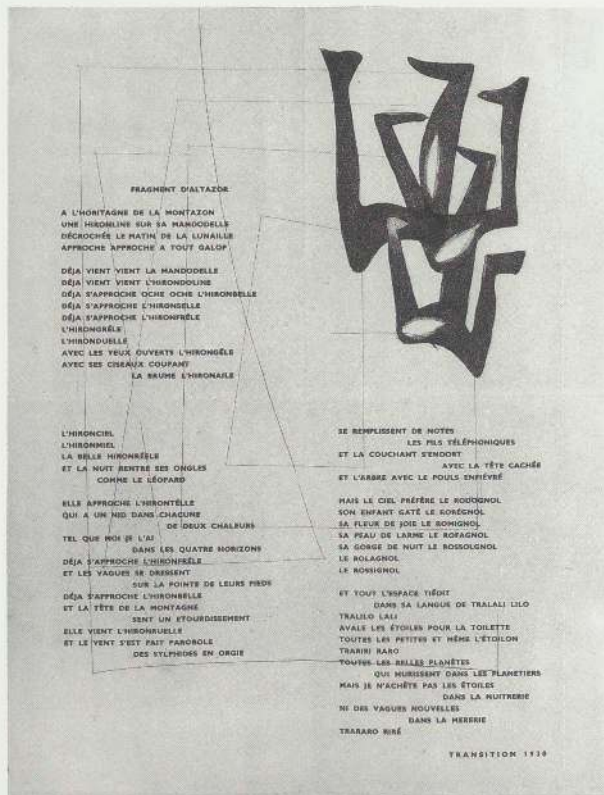 FRAGMENT D'ALTAZOR
A L'HORITAGNE DE LA MONTAZON
UNE HIRONLINE SUR SA MANDODELLE
DÉCROCHÉE LE MATIN DE LA LUNAILLE
APPROCHE APPROCHE A TOUT GALOP
DÉJA VIENT VIENT LA MANDODELLE
DÉJA VIENT VIENT L'HIRONDOLINE
DÉJA S'APPROCHE OCHE OCHE L'HIRONBELLE
DÉJA S'APPROCHE L'HIRONSELLE
DÉJA S'APPROCHE L'HIRONFRÊLE
L'HIRONGRÊLE
L'HIRONDUELLE
AVEC LES YEUX OUVERTS L'HIRONGÊLE
AVEC SES CISEAUX COUPANT
LA BRUME L'HIRONAILE
L'HIRONCIEL
L'HIRONMIEL
LA BELLE HIRONRÉELE
ET LA NUIT RENTRE SES ONGLES
COMME LE LÉOPARD
ELLE APPROCHE L'HIRONTELLE
QUI A UN NID DANS CHACUNE
DE DEUX CHALEURS
TEL QUE MOI JE L'AI
DANS LES QUATRE HORIZONS
DÉJA S'APPROCHE L'HIRONFRÊLE
ET LES VAGUES SE DRESSENT
SUR LA POINTE DE LEURS PIEDS
DÉJA S'APPROCHE L'HIRONBELLE
ET LA TÊTE DE LA MONTAGNE
SENT UN ETOURDISSEMENT
ELLE VIENT L'HIRONRUELLE
ET LE VENT S'EST FAIT PAROBOLE
DES SYLPHIDES EN ORGIE
SE REMPLISSENT DE NOTES
LES FILS TÉLÉPHONIQUES
ET LA COUCHANT S'ENDORT
AVEC LA TÊTE CACHÉE
ET L'ARBRE AVEC LE POULS ENFIÉVRÉ
MAIS LE CIEL PRÉFÈRE LE RODOGNOL
SON ENFANT GATÉ LE RORÉGNOL
SA FLEUR DE JOIE LE ROMIGNOL
SA PEAU DE LARME LE ROFAGNOL
SA GORGE DE NUIT LE ROSSOLGNOL
LE ROLAGNOL
LE ROSSIGNOL
ET TOUT L'ESPACE TIÉDIT
DANS SA LANGUE DE TRALALI LILO
TRALILO LALI
AVALE LES ÉTOILES POUR LA TOILETTE
TOUTES LES PETITES ET MÊME L'ÉTOILON
TRARIRI RARO
TOUTES LES BELLES PLANÈTES
QUI MURISSENT DANS LES PLANETIERS
MAIS JE N'ACHÈTE PAS LES ÉTOILES
DANS LA NUITRERIE
NI DES VAGUES NOUVELLES
DANS LA MERERIE
TRARARO RIRÉ
TRANSITION 1930